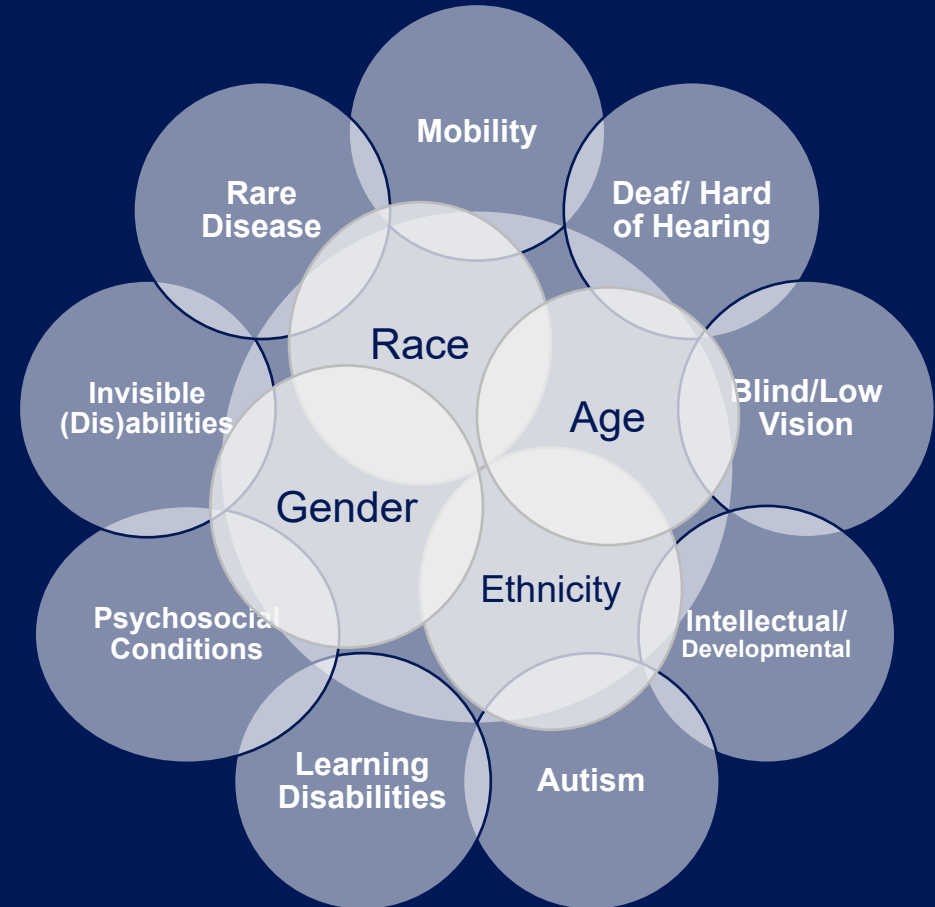 Mobility
Rare
Disease
Deaf/ Hard
of Hearing
Race
Age
Invisible
(Dis)abilities
Blind/Low
Vision
Gender
Ethnicity
Psychosocial
Conditions
Intellectual/
Developmental
Learning
Disabilities
Autism